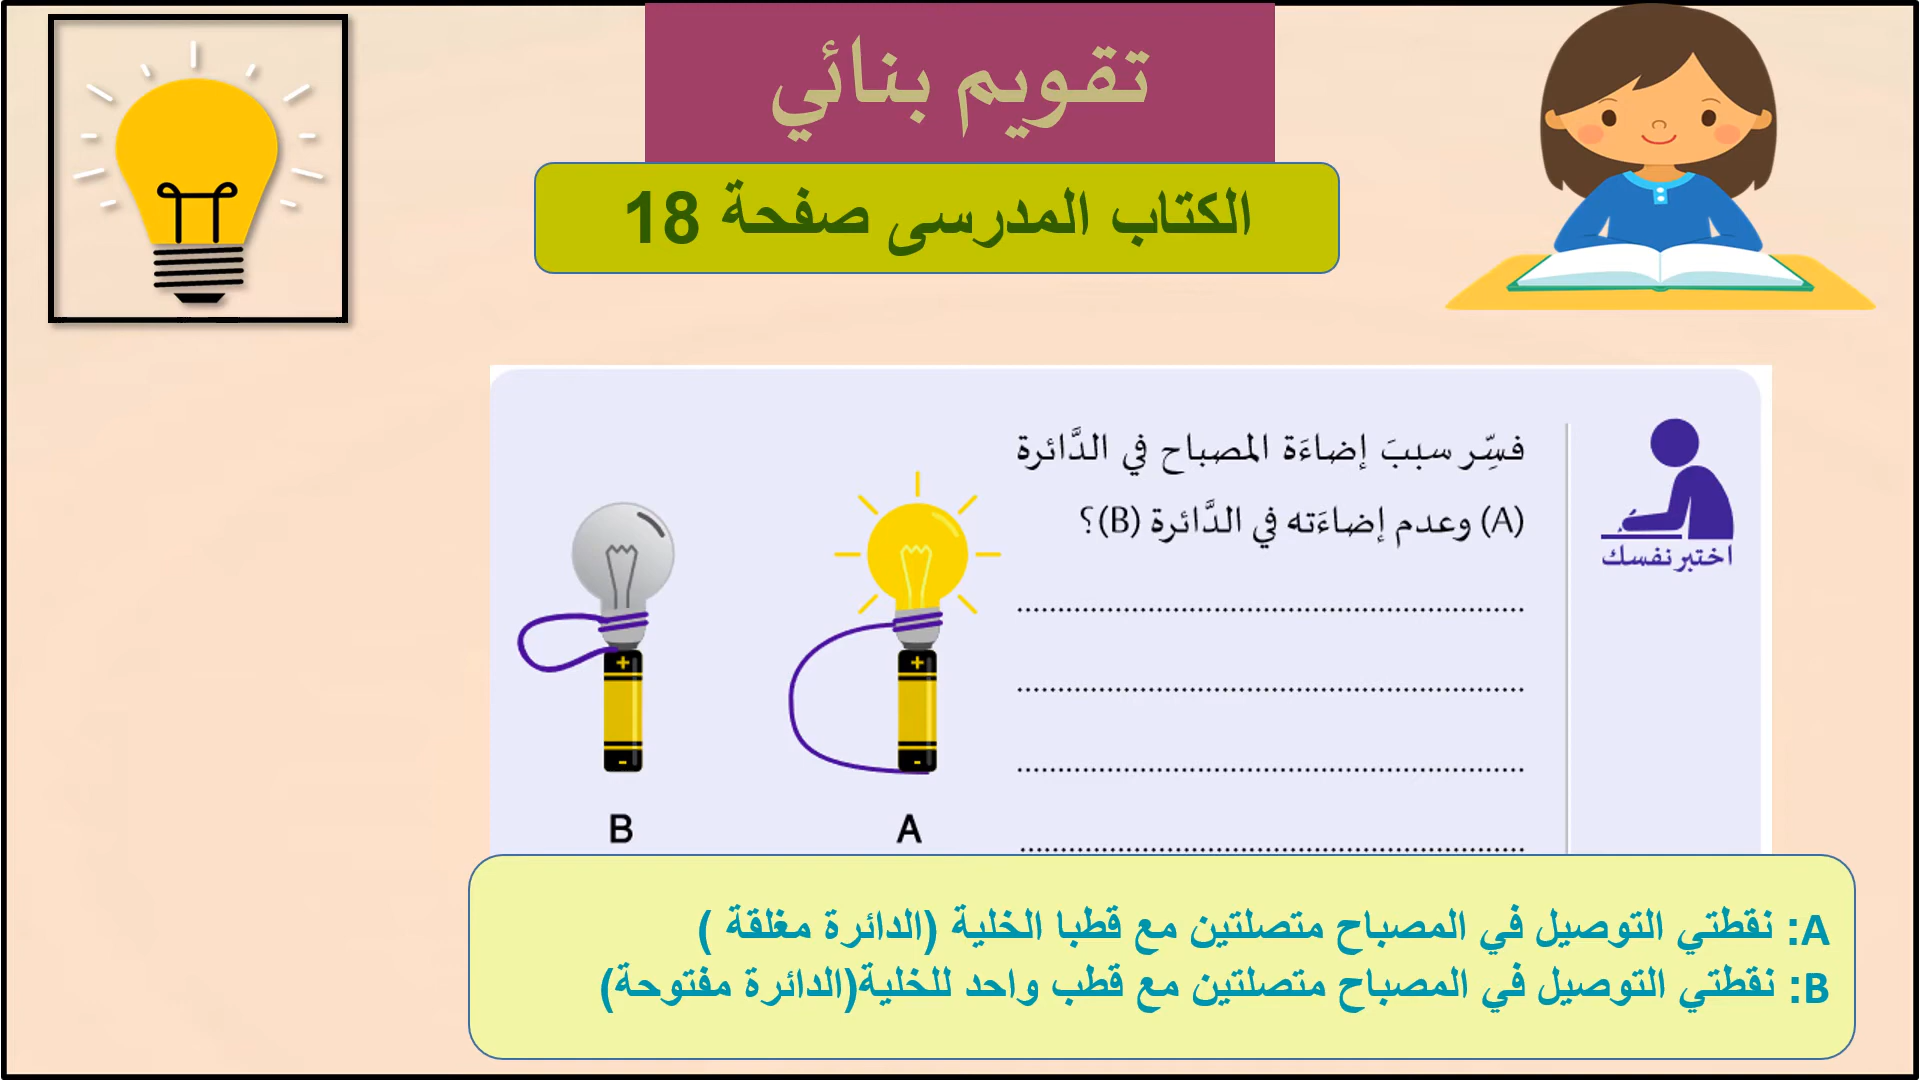 تقويم بنائي
الكتاب المدرسى صفحة 18
فسِّر سببَ إضاءَة المصباح في الدَّائرة
(A) وعدم إضاءَته في الدَّائرة (B)؟
اختبر نفسك
+
+
-
-
B
A
A: نقطتي التوصيل في المصباح متصلتين مع قطبا الخلية (الدائرة مغلقة )
B: نقطتي التوصيل في المصباح متصلتين مع قطب واحد للخلية(الدائرة مفتوحة)